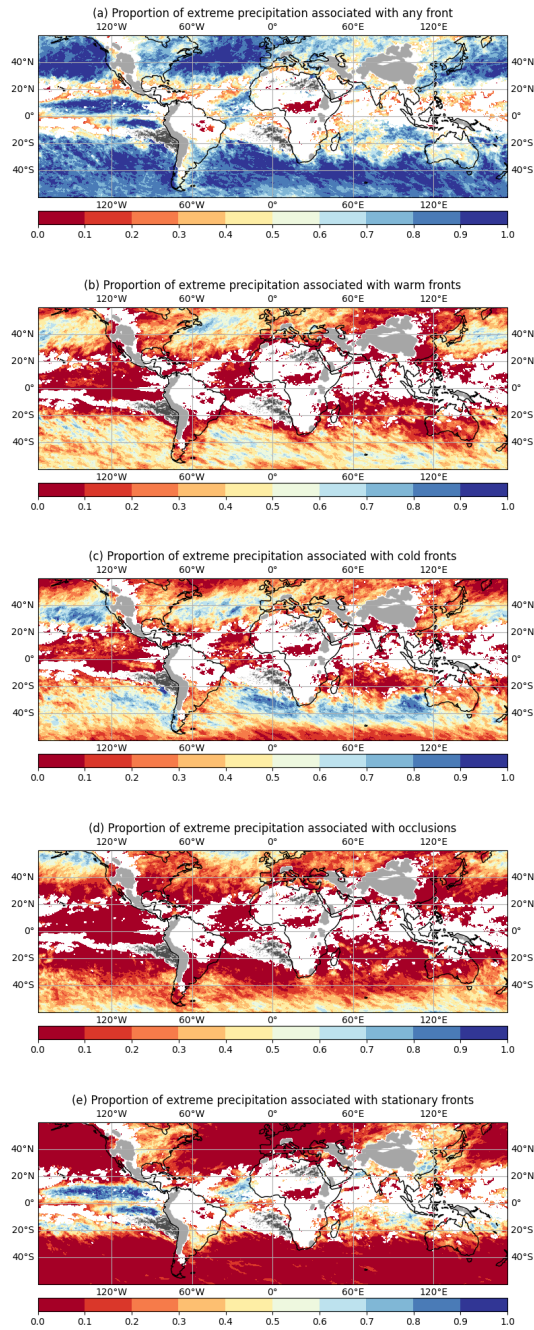 (a) Proportion of extreme precipitation associated with any front
120°W 60°W 0° 60°E 120°E
40°N 40°N
20°N 20°N
0° 0°
20°S 20°S
40°S 40°S
120°W 60°W 0° 60°E 120°E
0.0 0.1 0.2 0.3 0.4 0.5 0.6 0.7 0.8 0.9 1.0
(b) Proportion of extreme precipitation associated with warm fronts
120°W 60°W 0° 60°E 120°E
40°N 40°N
20°N 20°N
0° 0°
20°S 20°S
40°S 40°S
120°W 60°W 0° 60°E 120°E
0.0 0.1 0.2 0.3 0.4 0.5 0.6 0.7 0.8 0.9 1.0
(c) Proportion of extreme precipitation associated with cold fronts
120°W 60°W 0° 60°E 120°E
40°N 40°N
20°N 20°N
0° 0°
20°S 20°S
40°S 40°S
120°W 60°W 0° 60°E 120°E
0.0 0.1 0.2 0.3 0.4 0.5 0.6 0.7 0.8 0.9 1.0
(d) Proportion of extreme precipitation associated with occlusions
120°W 60°W 0° 60°E 120°E
40°N 40°N
20°N 20°N
0° 0°
20°S 20°S
40°S 40°S
120°W 60°W 0° 60°E 120°E
0.0 0.1 0.2 0.3 0.4 0.5 0.6 0.7 0.8 0.9 1.0
(e) Proportion of extreme precipitation associated with stationary fronts
120°W 60°W 0° 60°E 120°E
40°N 40°N
20°N 20°N
0° 0°
20°S 20°S
40°S 40°S
120°W 60°W 0° 60°E 120°E
0.0 0.1 0.2 0.3 0.4 0.5 0.6 0.7 0.8 0.9 1.0